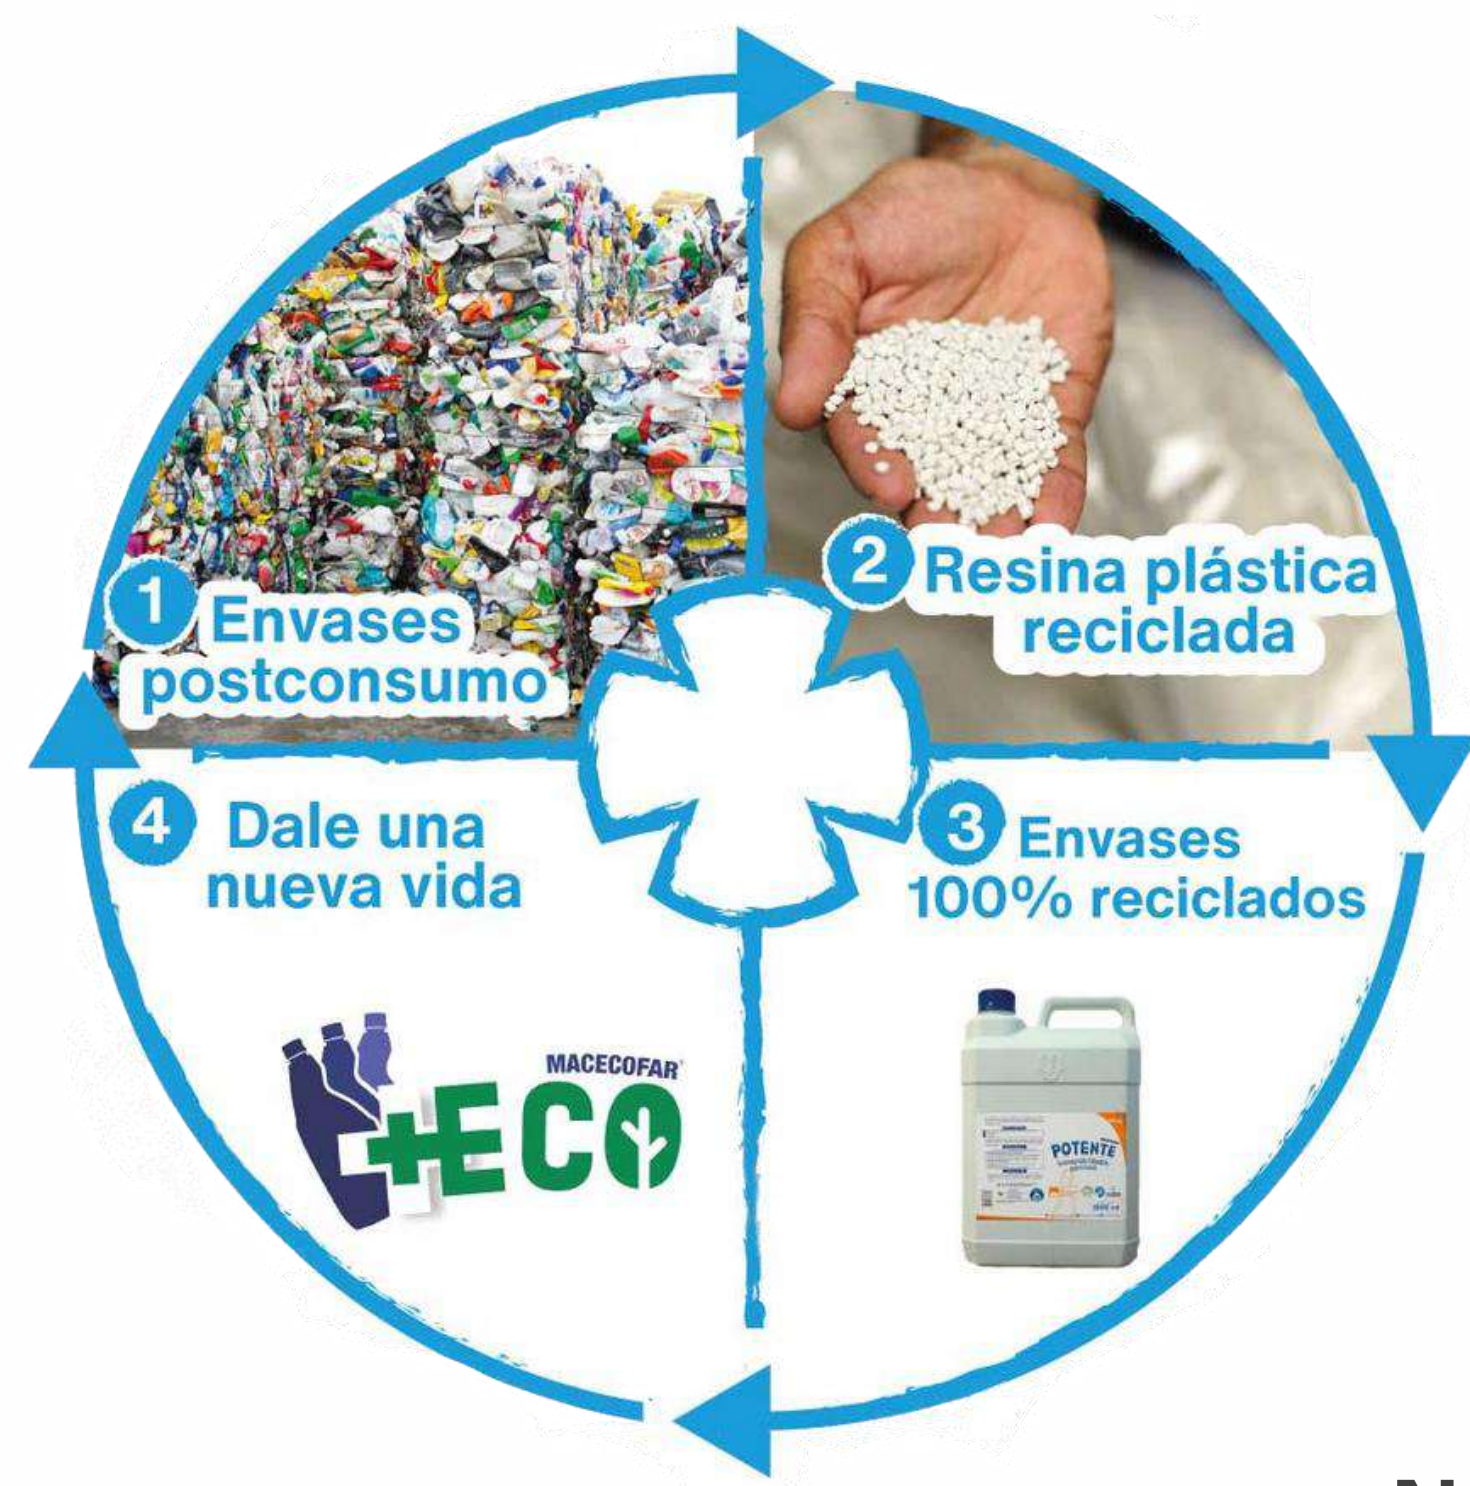 1
Envases
postconsumo
2
Resina plástica
reciclada
3
Envases
100% reciclados
POTENTE
4
Dale una
nueva vida
MACECOFAR
+ECO